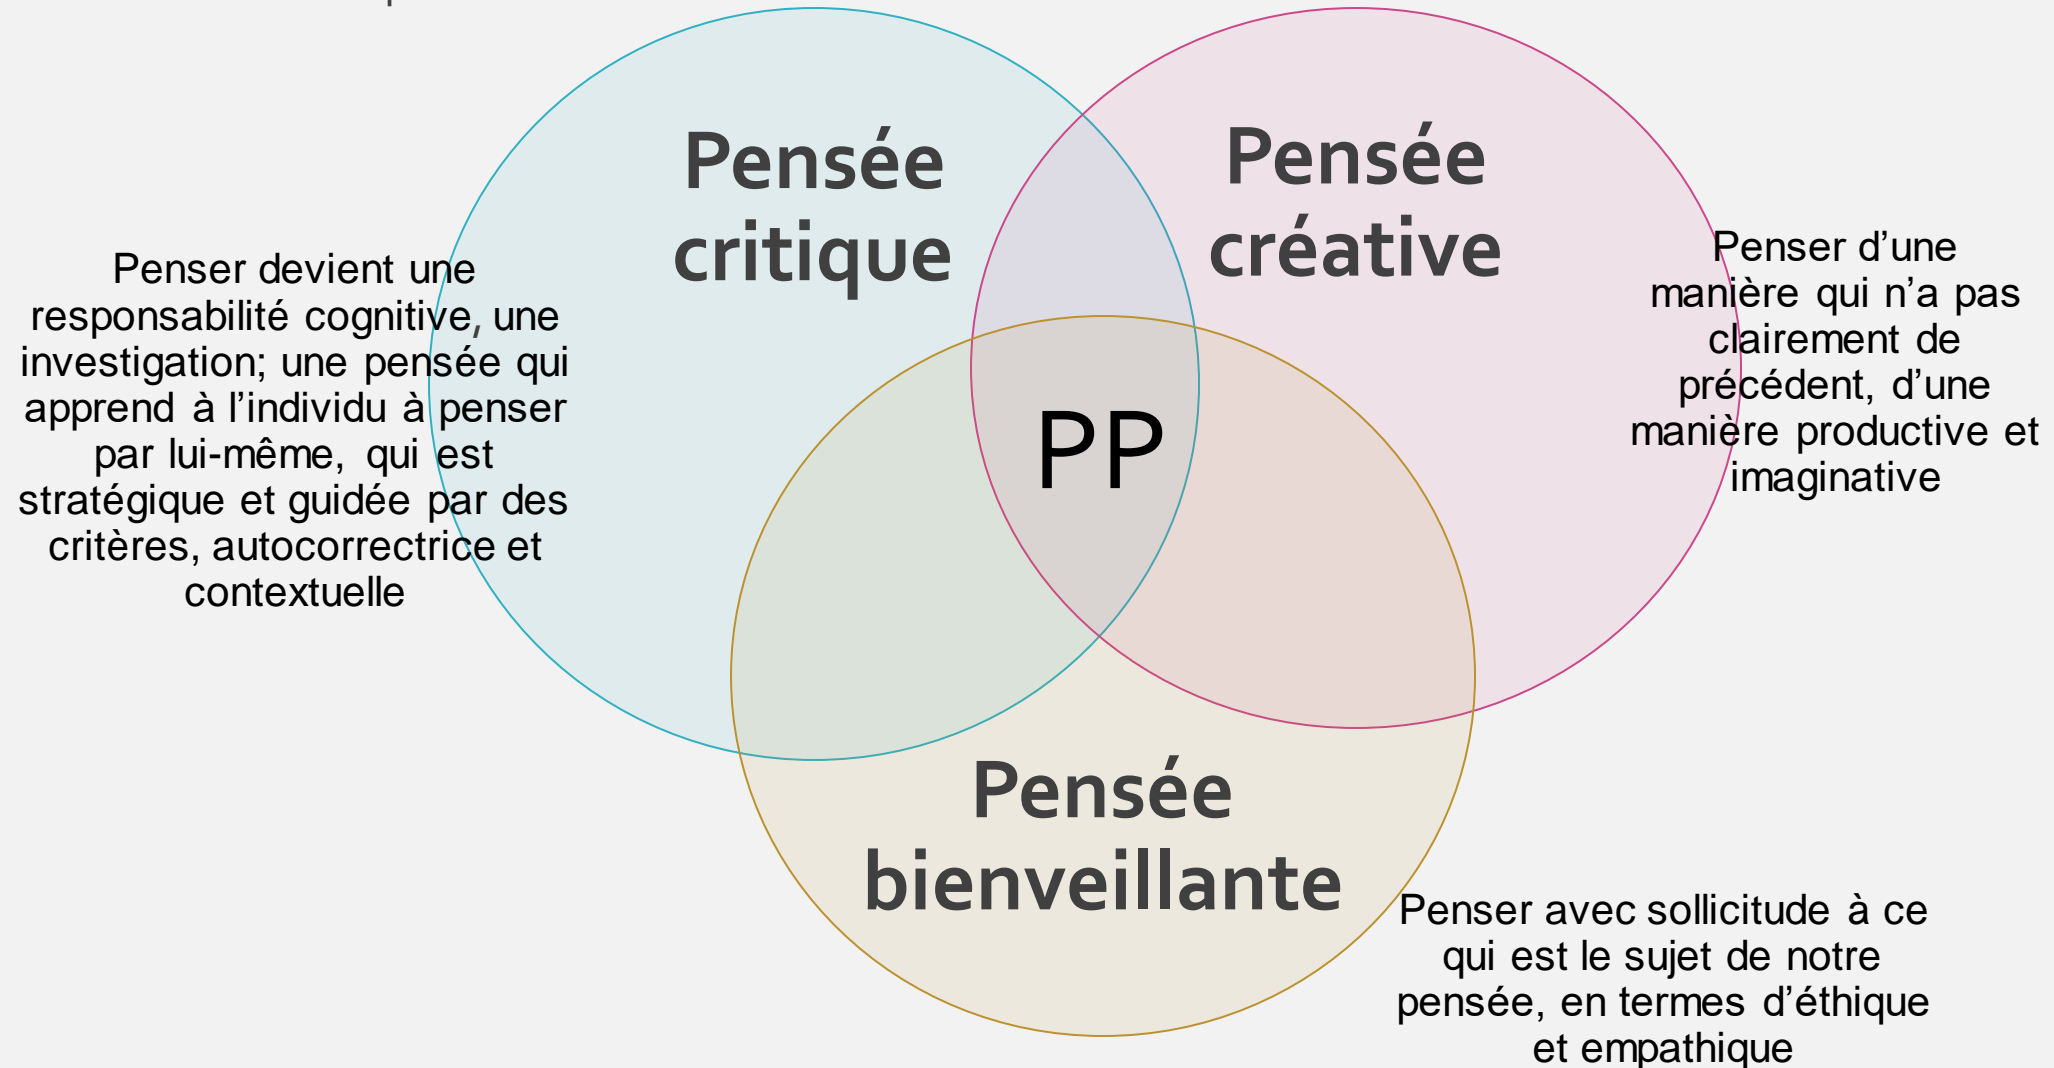 Pensée
critique
Pensée
créative
Penser devient une
responsabilité cognitive, une
investigation; une pensée qui
apprend à l’individu à penser
par lui-même, qui est
stratégique et guidée par des
critères, autocorrectrice et
contextuelle
Penser d’une
manière qui n’a pas
clairement de
précédent, d’une
manière productive et
imaginative
PP
Pensée
bienveillante
Penser avec sollicitude à ce
qui est le sujet de notre
pensée, en termes d’éthique
et empathique